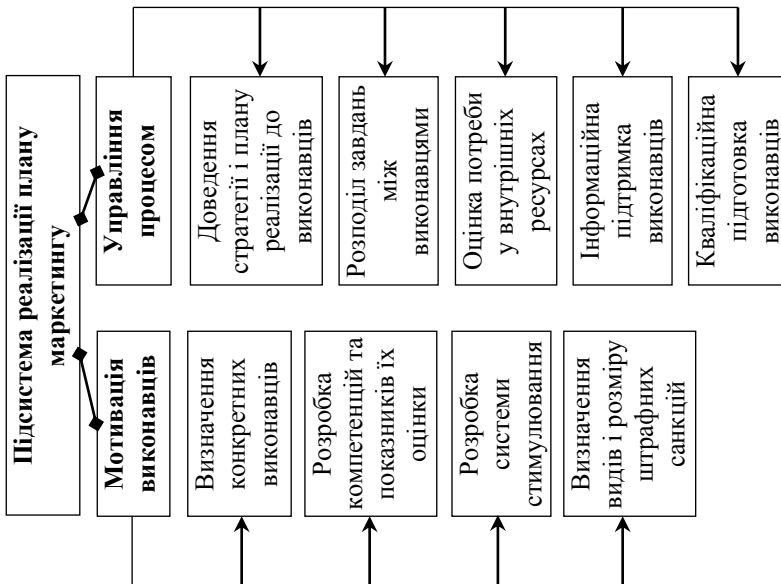 Підсистема реалізації плану
маркетингу
Мотивація
виконавців
Визначення
конкретних
виконавців
Розробка
компетенцій та
показників їх
оцінки
Розробка
системи
стимулювання
Визначення
видів і розміру
штрафних
санкцій
Управління
процесом
Доведення
стратегії і плану
реалізації до
виконавців
Розподіл завдань
між
виконавцями
Оцінка потреби
у внутрішніх
ресурсах
Інформаційна
підтримка
виконавців
Кваліфікаційна
підготовка
виконавців